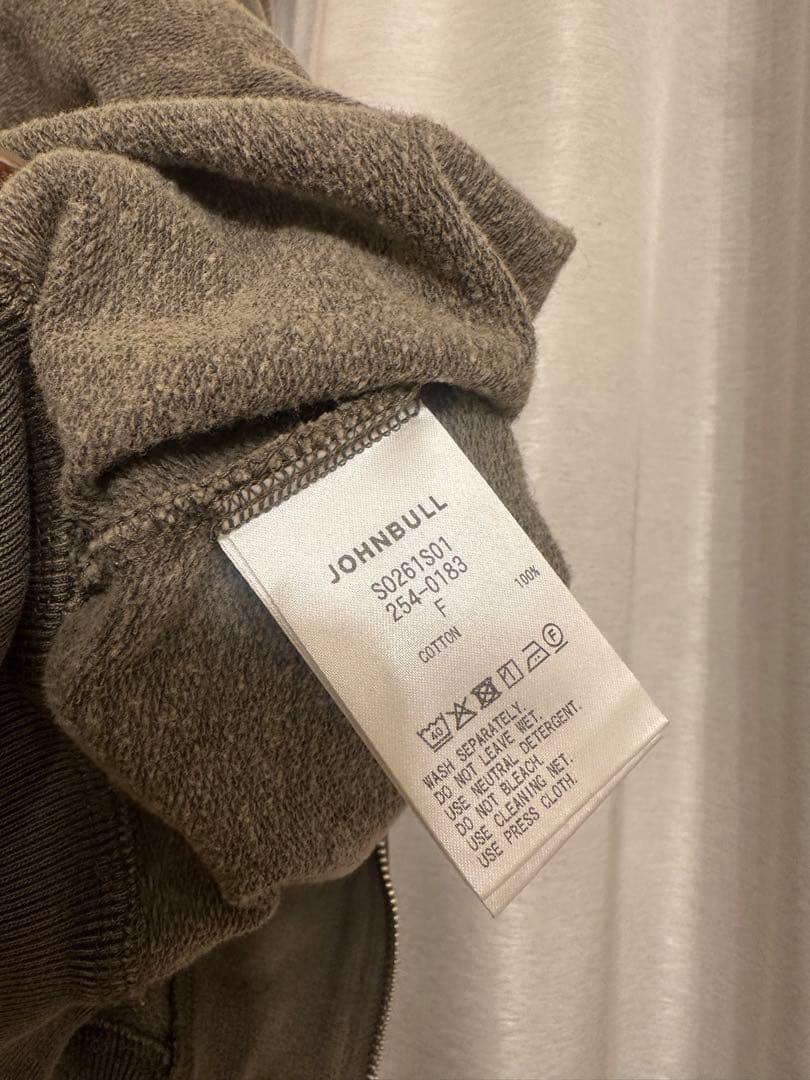 JOHNBULL
S0261S01
254-0183
F
COTTON 100%
40 F
WASH SEPARATELY.
DO NOT LEAVE WET.
USE NEUTRAL DETERGENT.
DO NOT BLEACH.
USE CLEANING NET.
USE PRESS CLOTH.